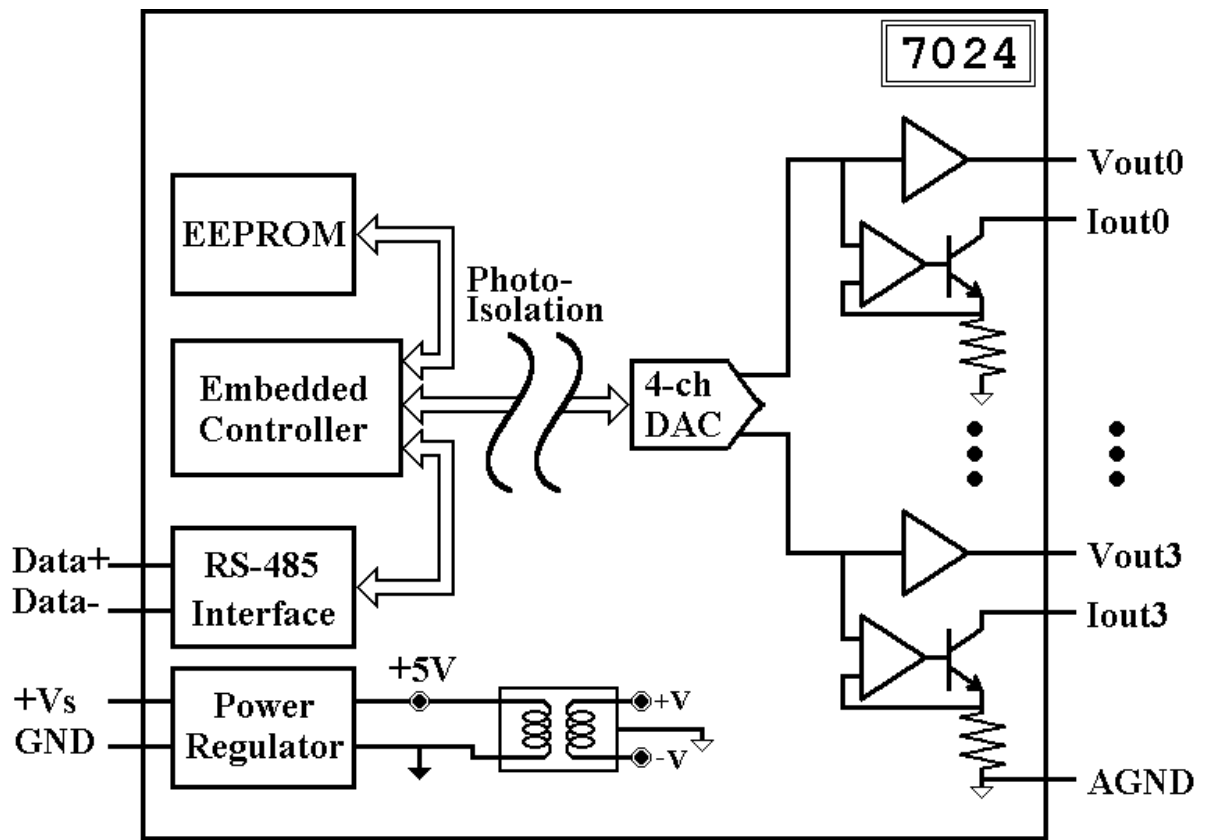 7024
Vout0
Iout0
EEPROM
Photo-
Isolation
Embedded
Controller
4-ch
DAC
Data+
Data-
RS-485
Interface
Vout3
Iout3
+5V
+Vs
GND
Power
Regulator
+V
-V
AGND